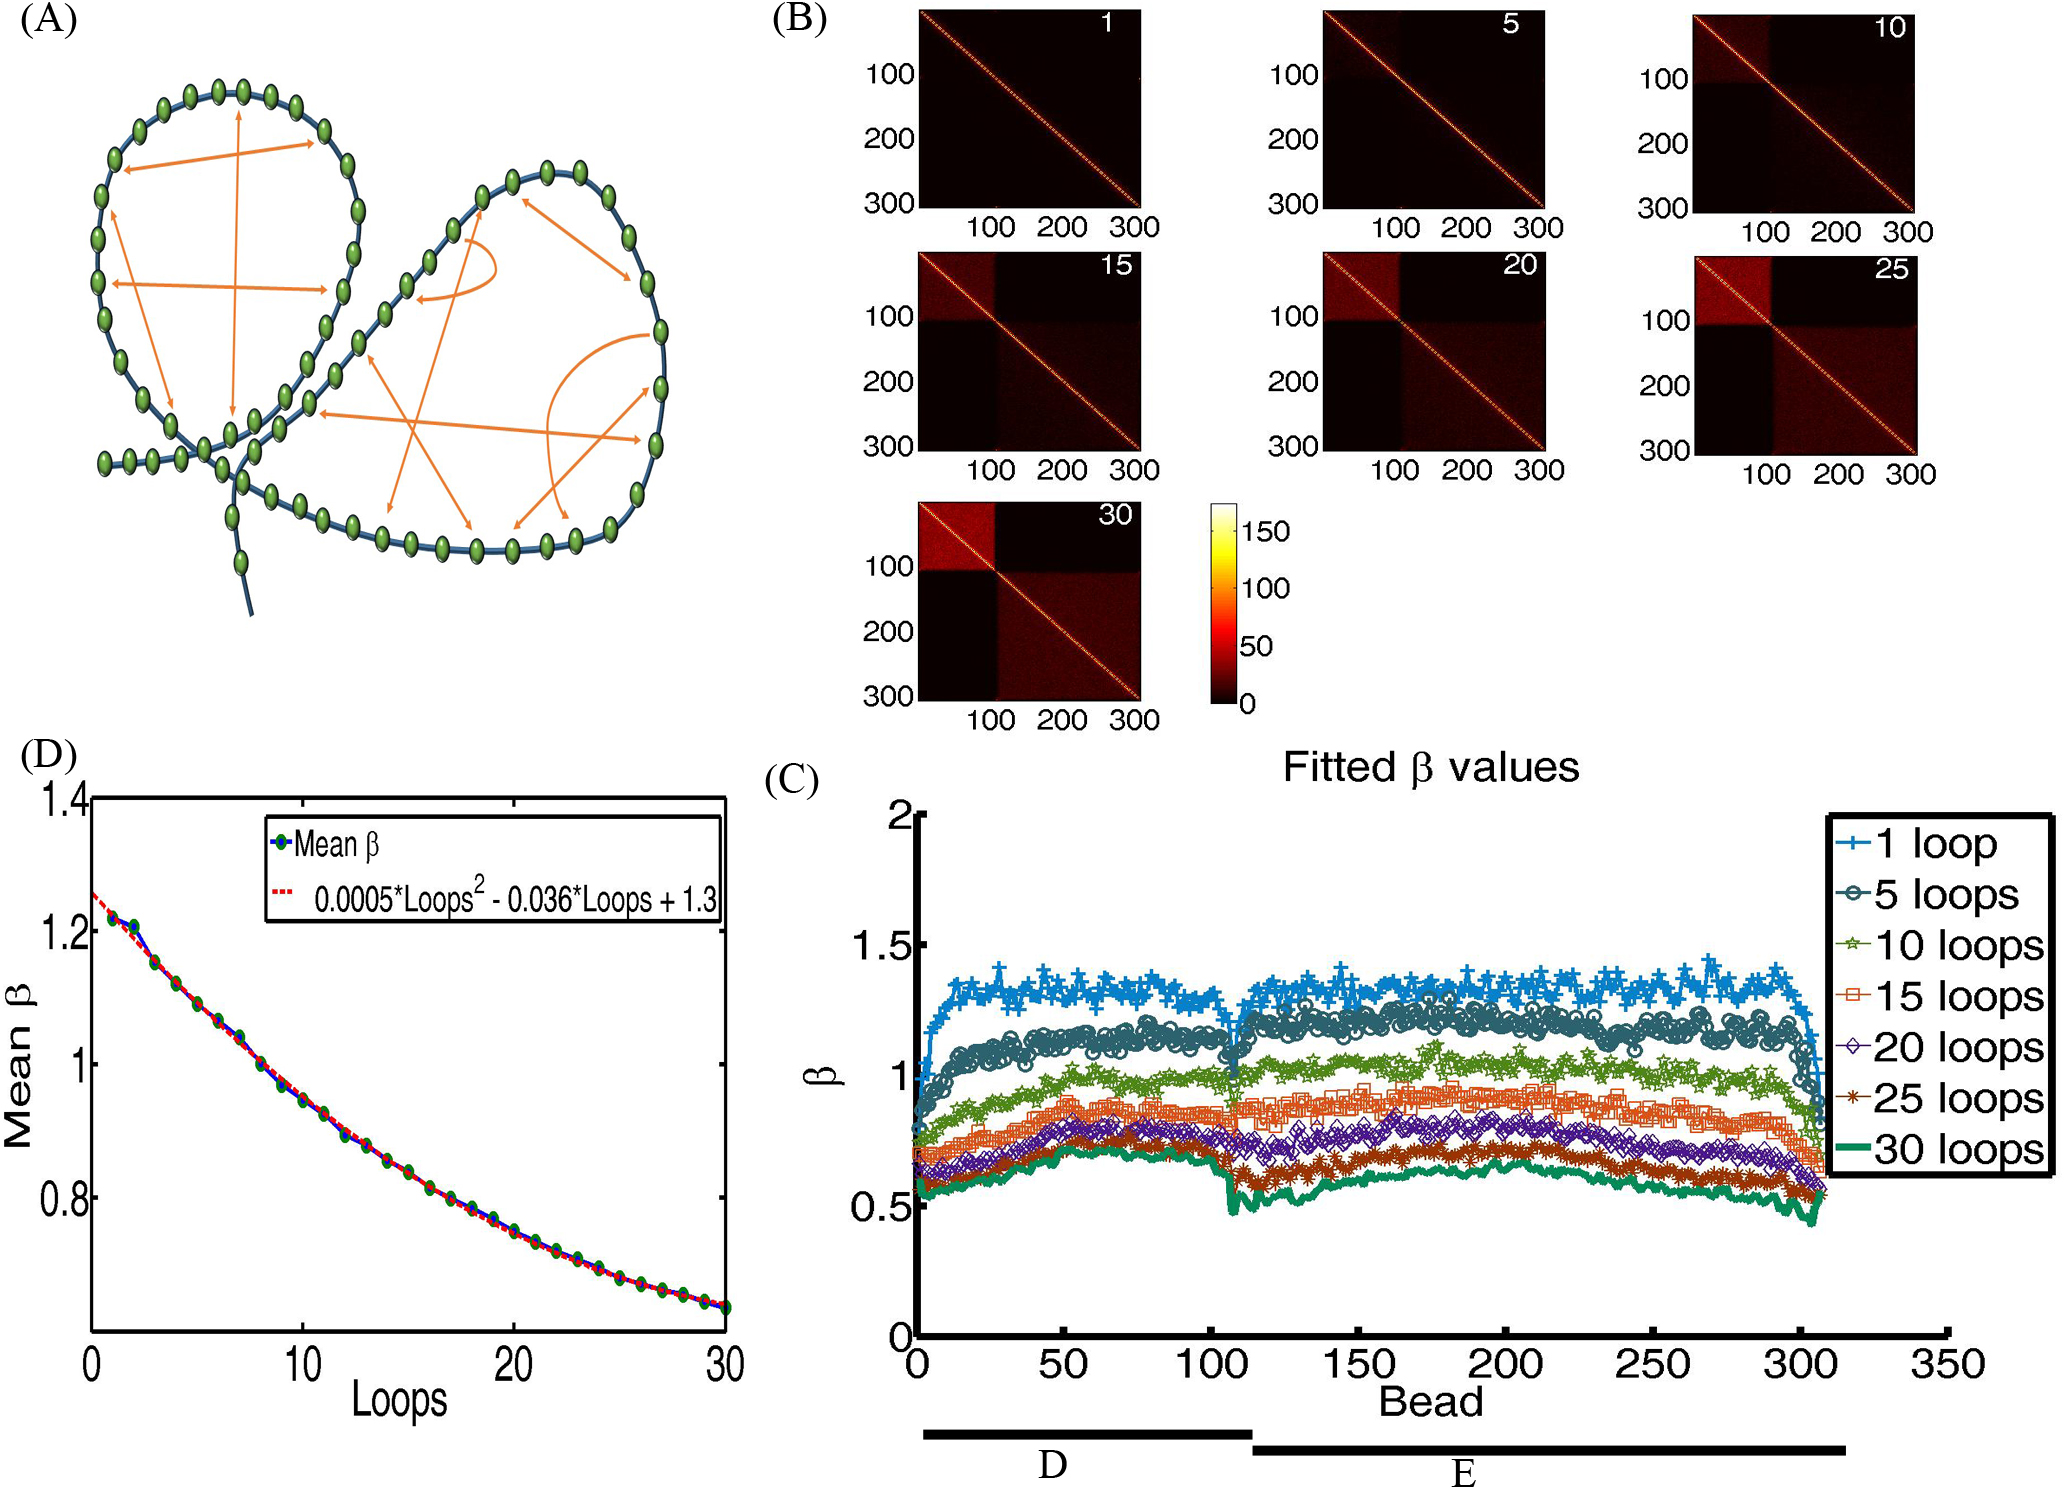 (A)
(B)
1
100
200
300
100 200 300
5
100
200
300
100 200 300
10
100
200
300
100 200 300
15
100
200
300
100 200 300
20
100
200
300
100 200 300
25
100
200
300
100 200 300
30
100
200
300
100 200 300
150
100
50
0
(D)
1.4
1.2
1
0.8
Mean β
Mean β
0.0005*Loops² - 0.036*Loops + 1.3
0 10 20 30
Loops
(C)
Fitted β values
2
1.5
1
0.5
0
β
1 loop
5 loops
10 loops
15 loops
20 loops
25 loops
30 loops
0 50 100 150 200 250 300 350
Bead
D
E